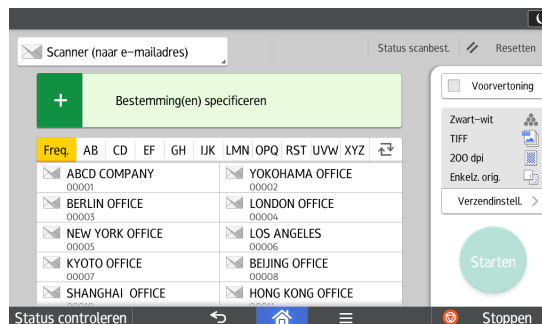 Scanner (naar e-mailadres)
Status scanbest.
Resetten
+
Bestemming(en) specificeren
Voorvertoning
Zwart-wit
TIFF
200 dpi
Enkelz. orig.
Verzendinstell.
Starten
Freq. AB CD EF GH IJK LMN OPQ RST UVW XYZ
ABCD COMPANY
00001
YOKOHAMA OFFICE
00002
BERLIN OFFICE
00003
LONDON OFFICE
00004
NEW YORK OFFICE
00005
LOS ANGELES
00006
KYOTO OFFICE
00007
BEIJING OFFICE
00008
SHANGHAI OFFICE
HONG KONG OFFICE
Status controleren
Stoppen